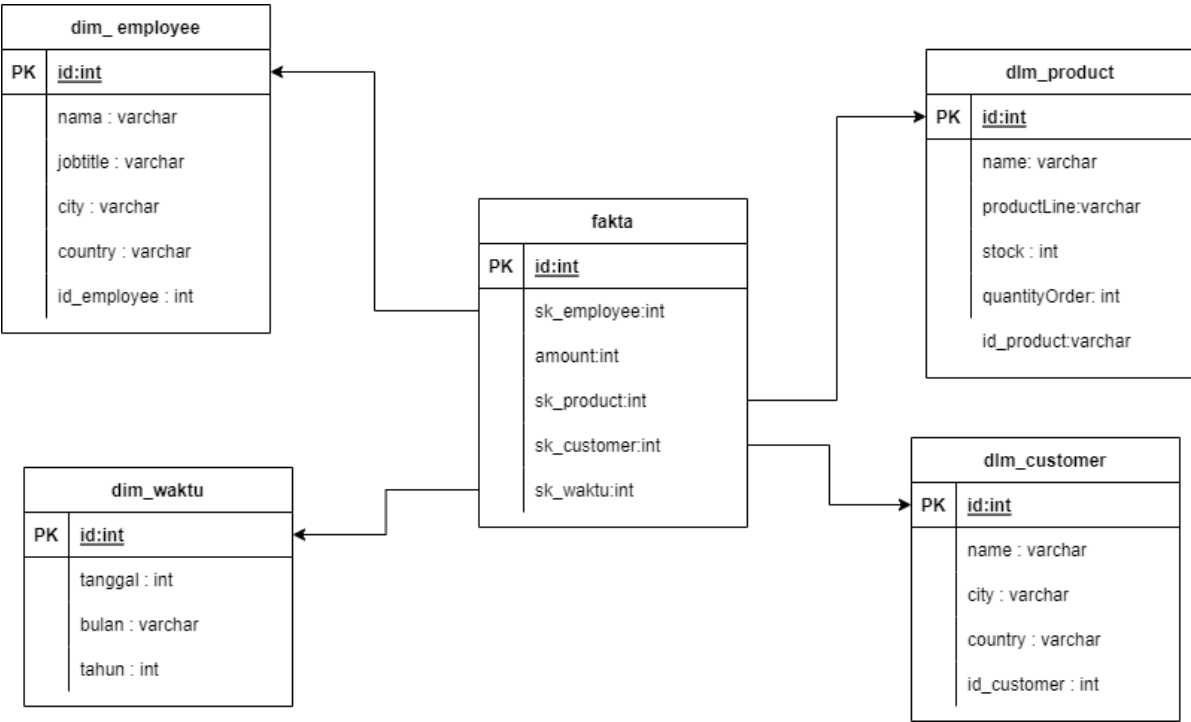 dim_ employee
PK id:int
nama : varchar
jobtitle : varchar
city : varchar
country : varchar
id_employee : int
dim_waktu
PK id:int
tanggal : int
bulan : varchar
tahun : int
fakta
PK id:int
sk_employee:int
amount:int
sk_product:int
sk_customer:int
sk_waktu:int
dlm_product
PK id:int
name: varchar
productLine:varchar
stock : int
quantityOrder: int
id_product:varchar
dlm_customer
PK id:int
name : varchar
city : varchar
country : varchar
id_customer : int